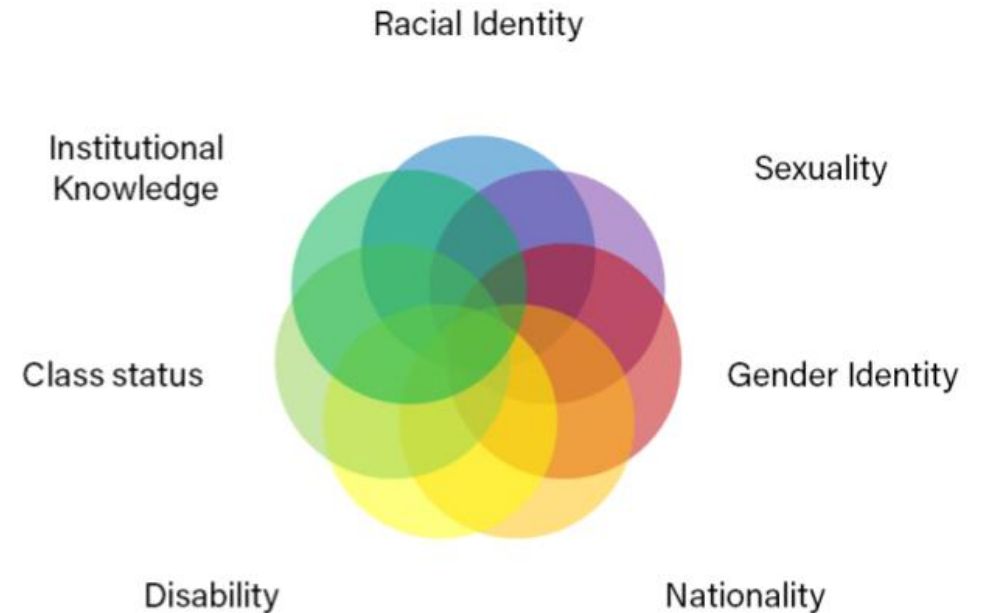 Racial Identity
Institutional
Knowledge
Sexuality
Class status
Gender Identity
Disability
Nationality